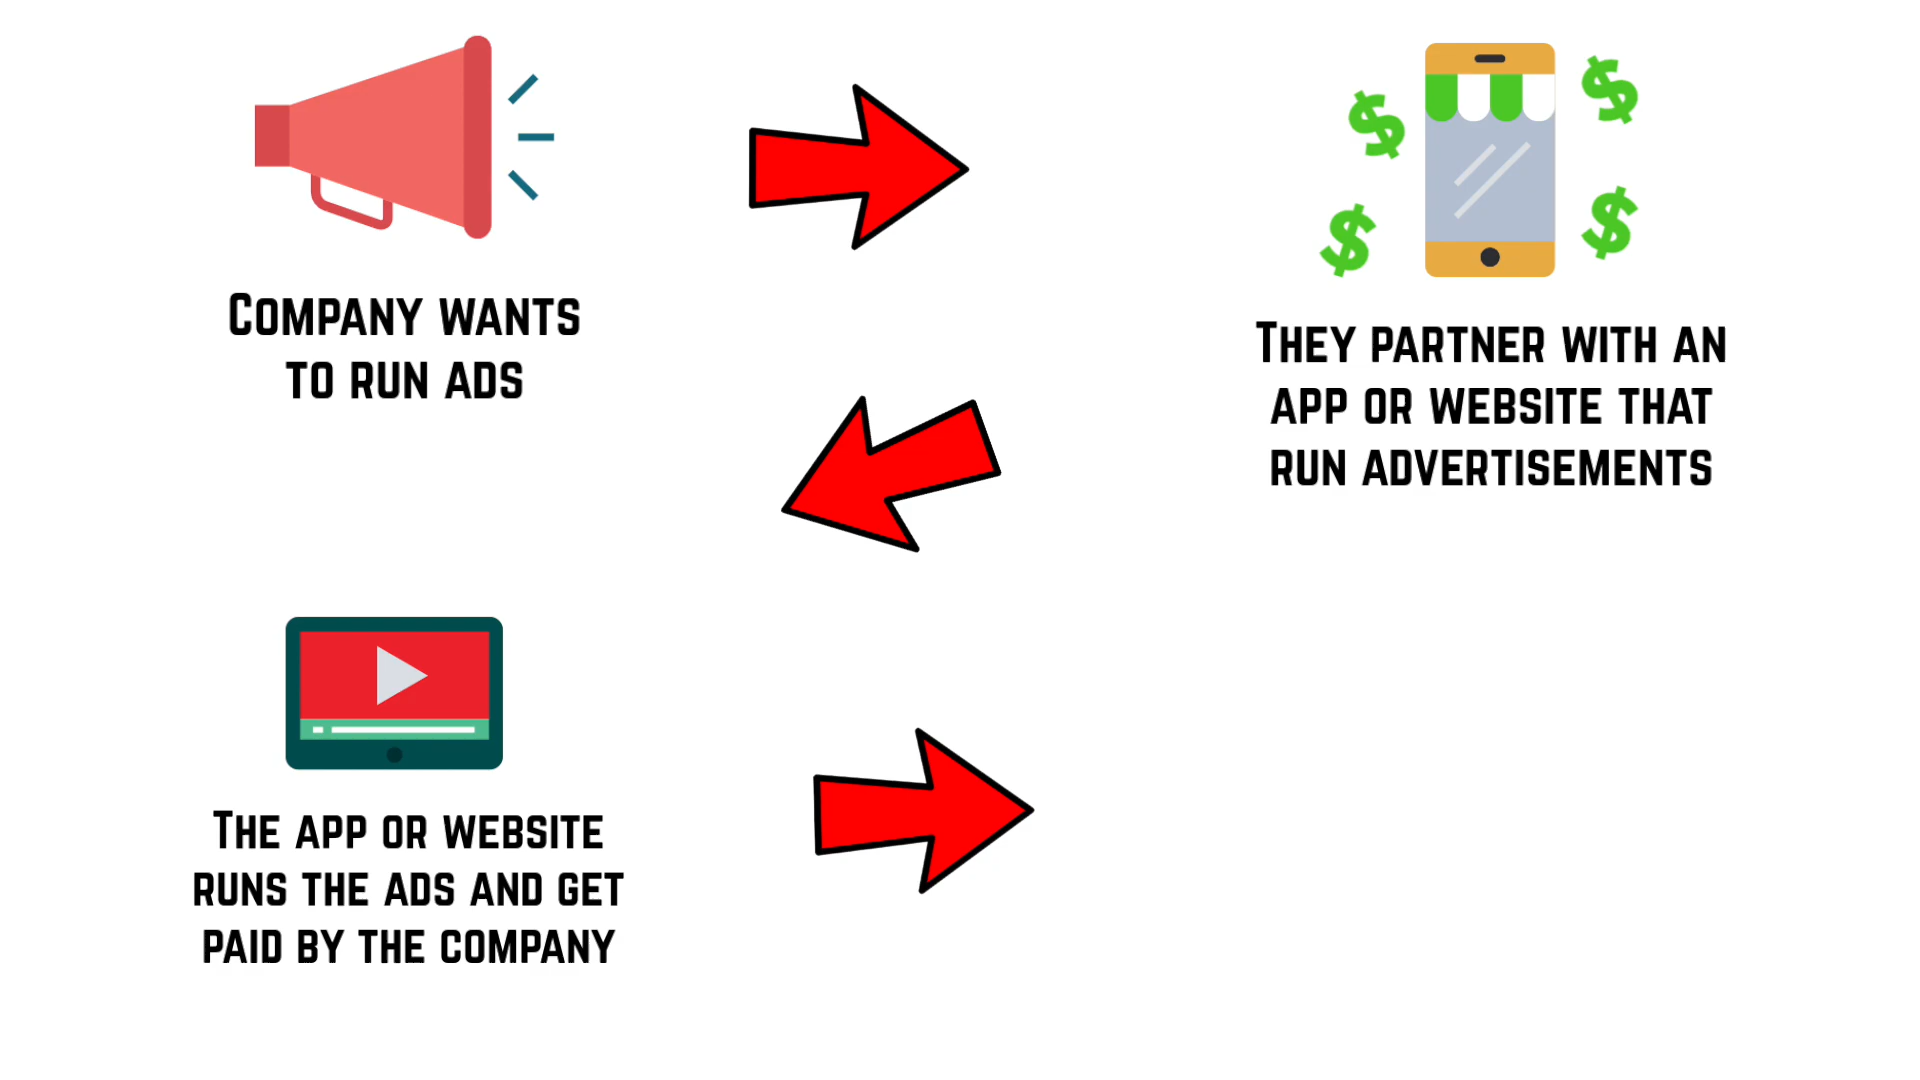 Company wants
to run ads
They partner with an
app or website that
run advertisements
The app or website
runs the ads and get
paid by the company